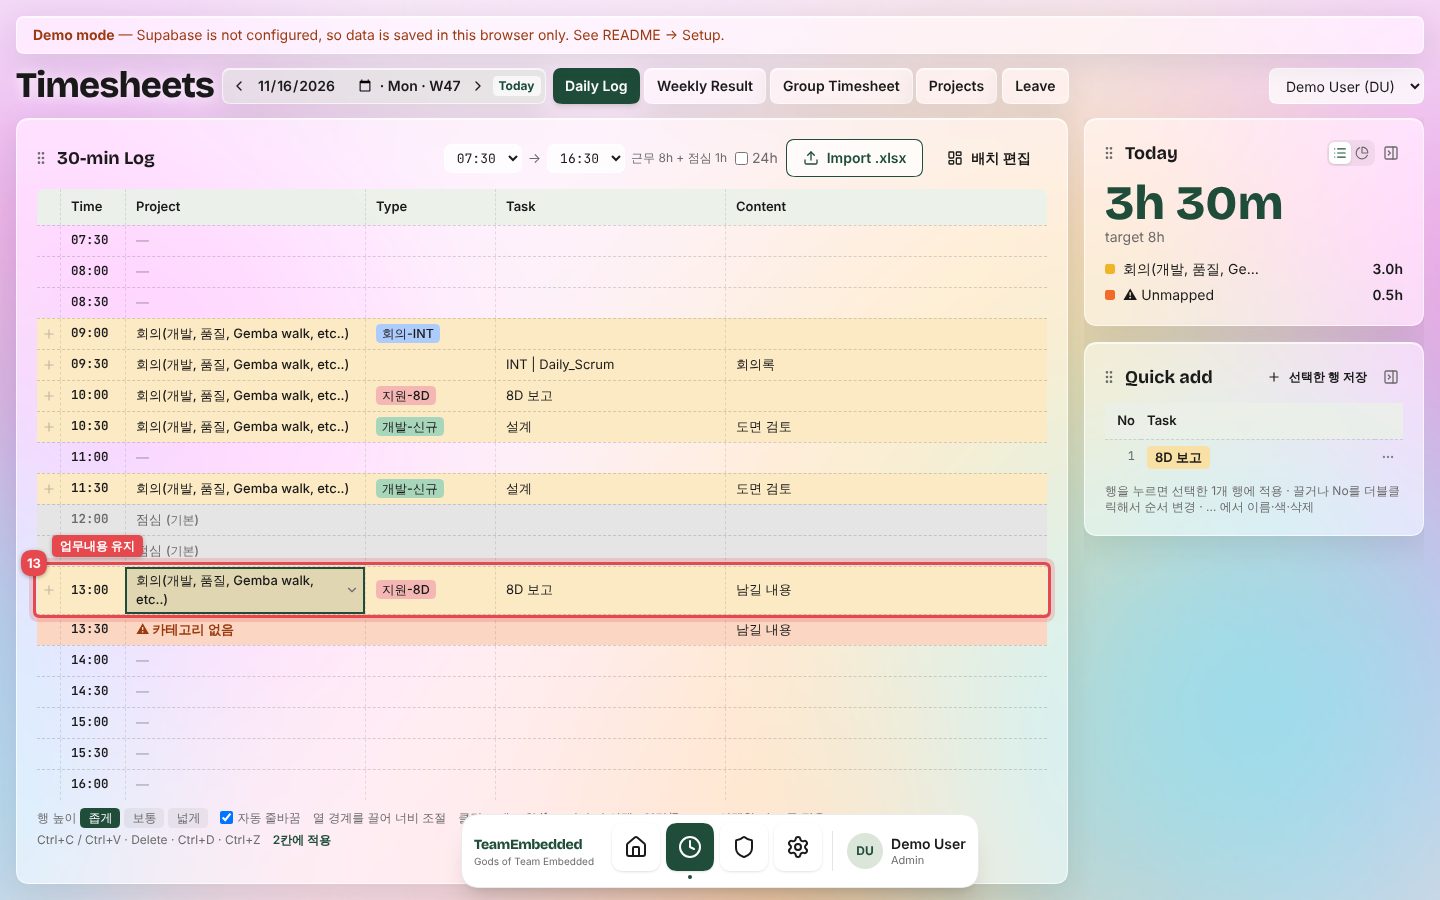 Demo mode — Supabase is not configured, so data is saved in this browser only. See README → Setup.
Timesheets
11/16/2026 · Mon · W47 Today
Daily Log
Weekly Result
Group Timesheet
Projects
Leave
Demo User (DU)
30-min Log
07:30 → 16:30 근무 8h + 점심 1h 24h
Import .xlsx
배치 편집
Time Project Type Task Content
07:30 —
08:00 —
08:30 —
+ 09:00 회의(개발, 품질, Gemba walk, etc..) 회의-INT
+ 09:30 회의(개발, 품질, Gemba walk, etc..) INT | Daily_Scrum 회의록
+ 10:00 회의(개발, 품질, Gemba walk, etc..) 지원-8D 8D 보고
+ 10:30 회의(개발, 품질, Gemba walk, etc..) 개발-신규 설계 도면 검토
11:00 —
+ 11:30 회의(개발, 품질, Gemba walk, etc..) 개발-신규 설계 도면 검토
12:00 점심 (기본)
업무내용 유지
점심 (기본)
13
+ 13:00 회의(개발, 품질, Gemba walk, etc..) 지원-8D 8D 보고 남길 내용
13:30 ⚠ 카테고리 없음 남길 내용
14:00 —
14:30 —
15:00 —
15:30 —
16:00 —
행 높이 좁게 보통 넓게 자동 줄바꿈 열 경계를 끌어 너비 조절
Ctrl+C / Ctrl+V · Delete · Ctrl+D · Ctrl+Z 2칸에 적용
Today
3h 30m
target 8h
회의(개발, 품질, Ge... 3.0h
⚠ Unmapped 0.5h
Quick add
+ 선택한 행 저장
No Task
1 8D 보고 ...
행을 누르면 선택한 1개 행에 적용 · 끌거나 No를 더블클
릭해서 순서 변경 · … 에서 이름·색·삭제
TeamEmbedded
Gods of Team Embedded
DU
Demo User
Admin